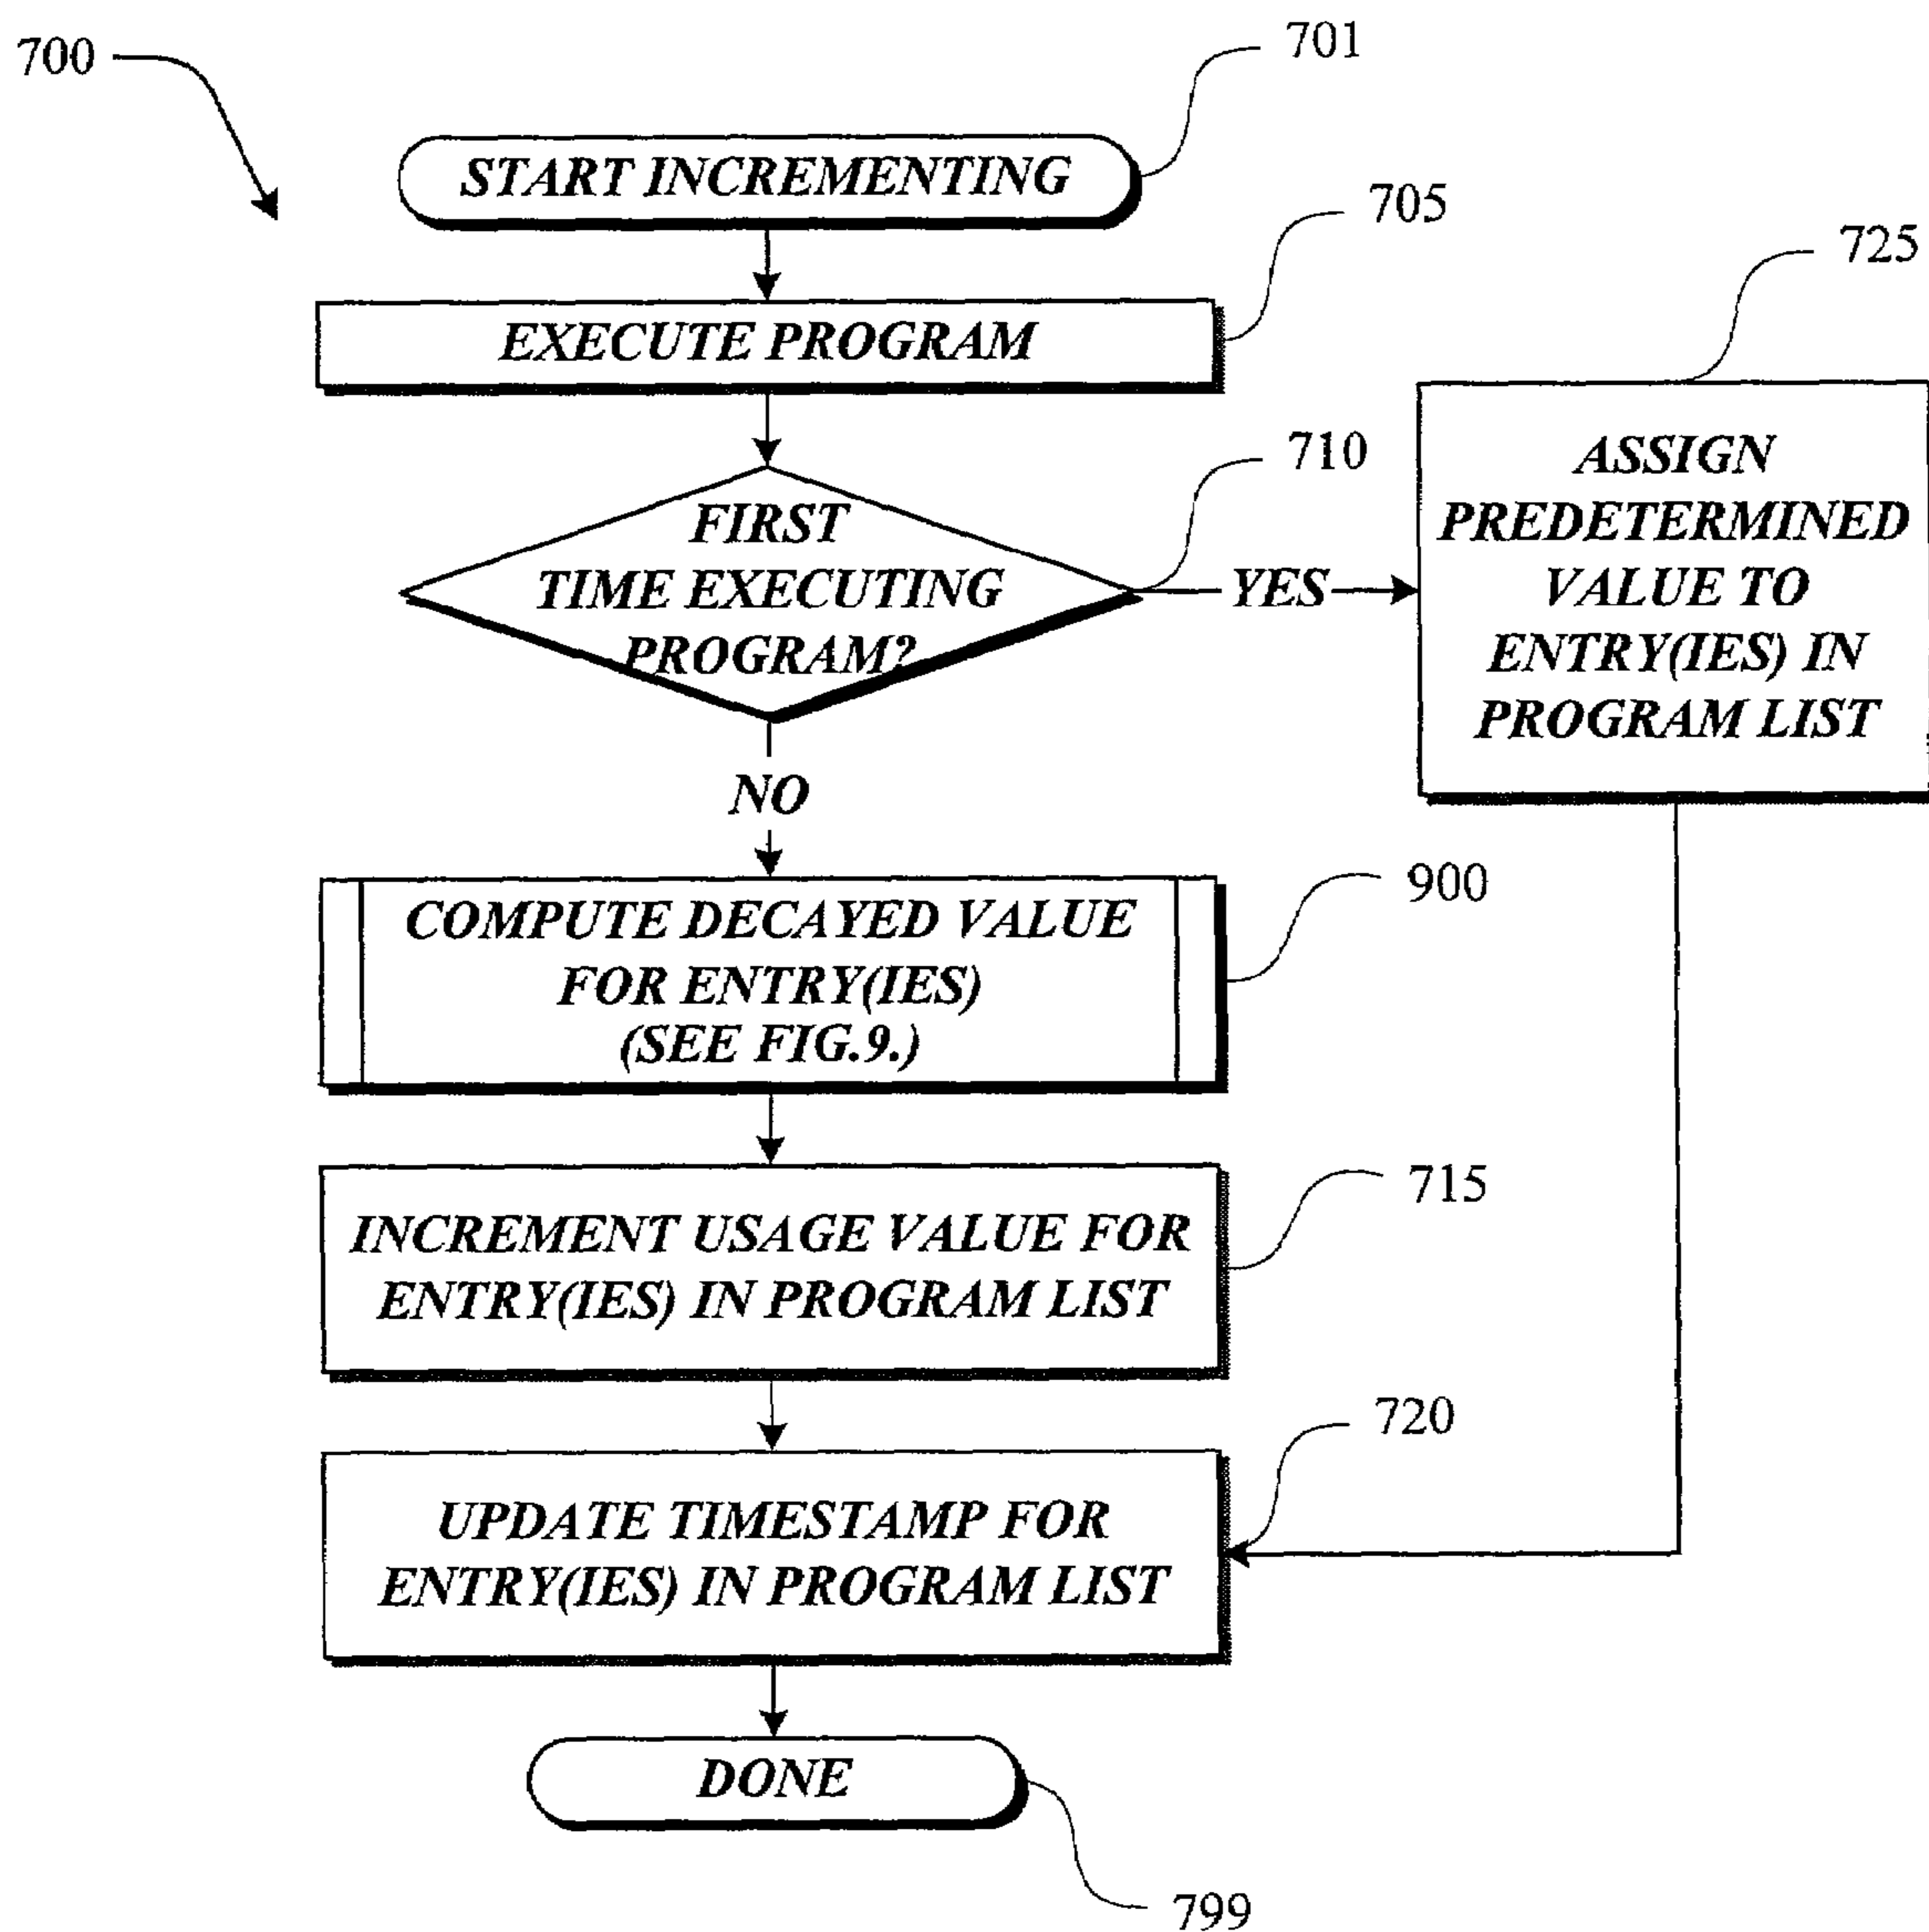 700
701
START INCREMENTING
705
EXECUTE PROGRAM
725
710
FIRST
TIME EXECUTING
PROGRAM?
YES
ASSIGN
PREDETERMINED
VALUE TO
ENTRY(IES) IN
PROGRAM LIST
NO
900
COMPUTE DECAYED VALUE
FOR ENTRY(IES)
(SEE FIG.9.)
715
INCREMENT USAGE VALUE FOR
ENTRY(IES) IN PROGRAM LIST
720
UPDATE TIMESTAMP FOR
ENTRY(IES) IN PROGRAM LIST
DONE
799